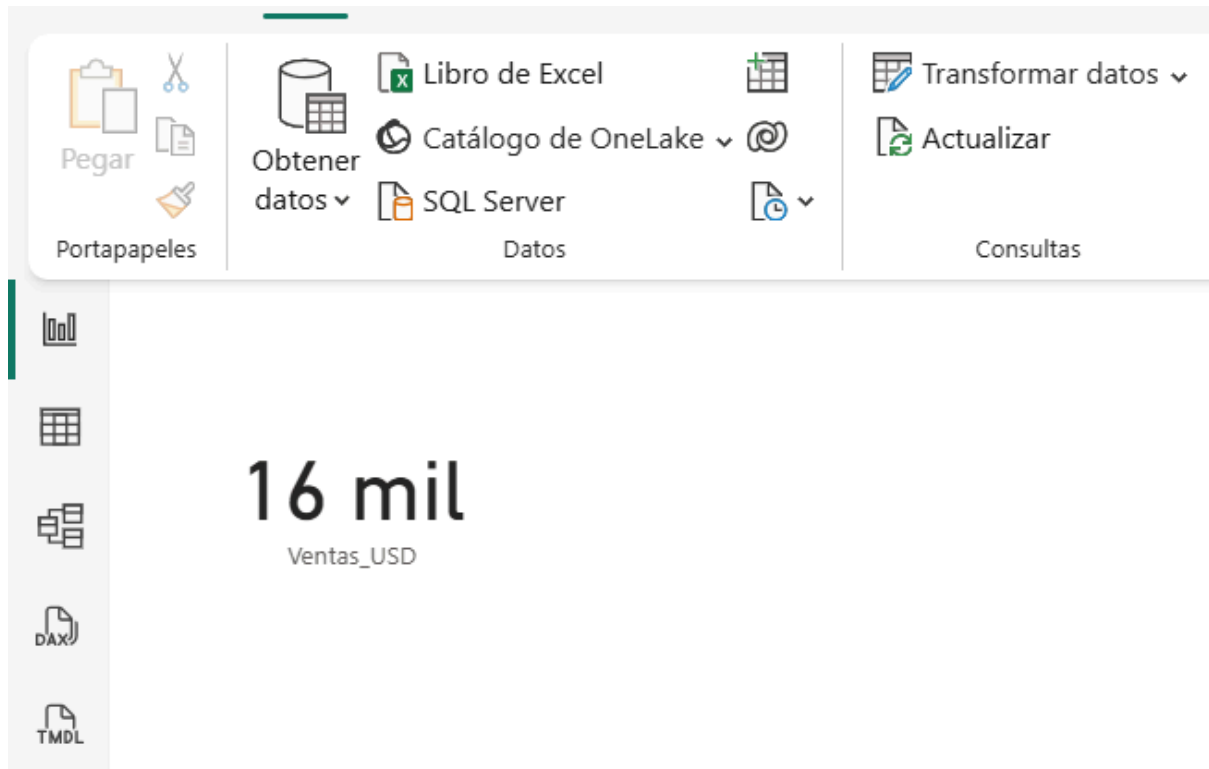 Pegar
Portapapeles
Obtener
datos
Libro de Excel
Catálogo de OneLake
SQL Server
Datos
Transformar datos
Actualizar
Consultas
16 mil
Ventas_USD
DAX
TMDL